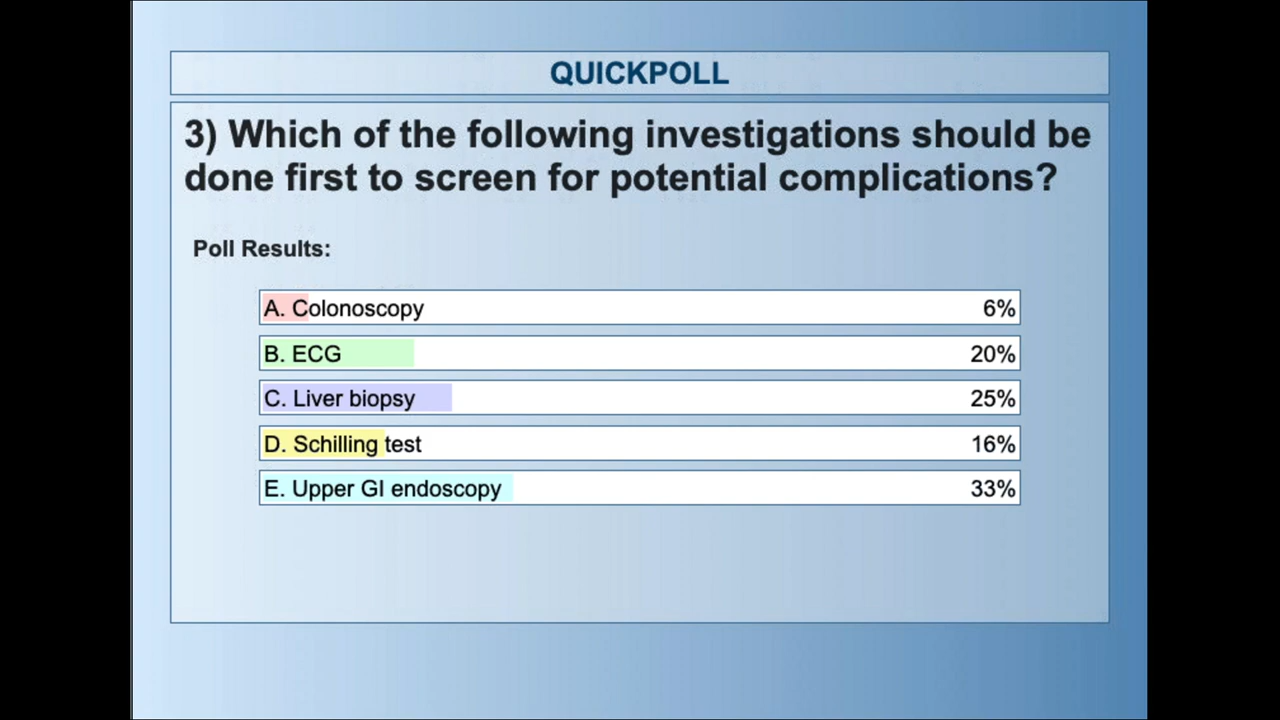 QUICKPOLL
3) Which of the following investigations should be
done first to screen for potential complications?
Poll Results:
A. Colonoscopy 6%
B. ECG 20%
C. Liver biopsy 25%
D. Schilling test 16%
E. Upper GI endoscopy 33%